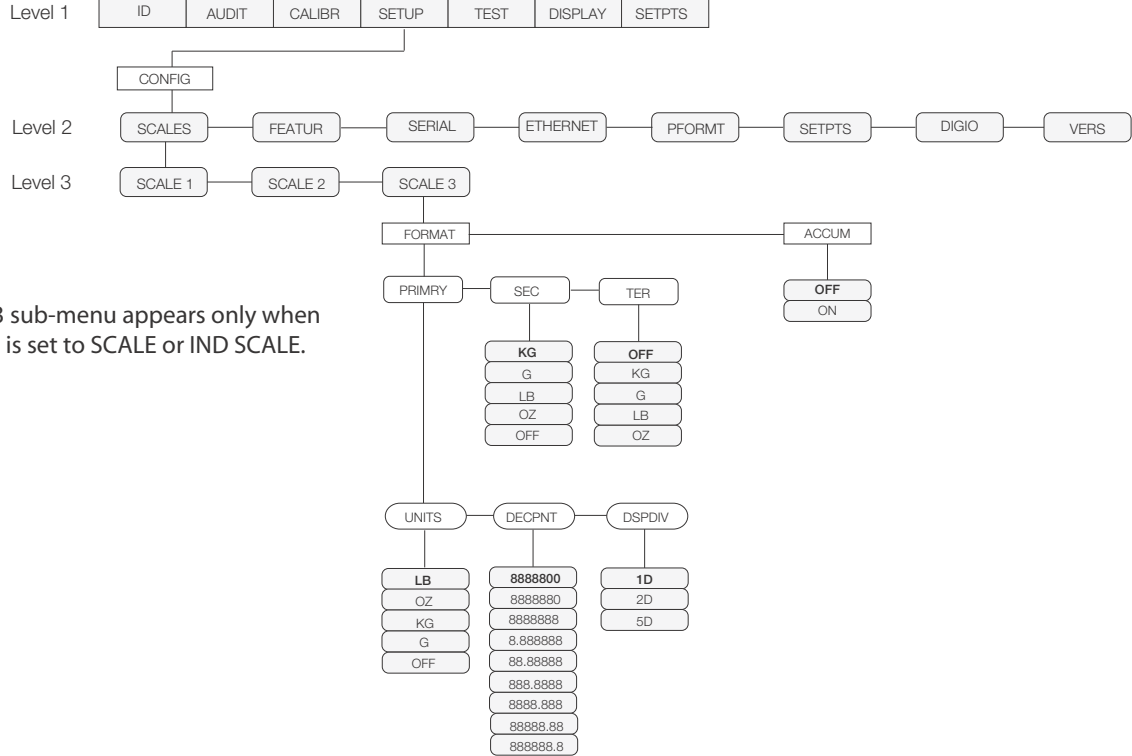 Level 1 ID AUDIT CALIBR SETUP TEST DISPLAY SETPTS
CONFIG
Level 2 SCALES FEATUR SERIAL ETHERNET PFORMT SETPTS DIGIO VERS
Level 3 SCALE 1 SCALE 2 SCALE 3
FORMAT ACCUM
PRIMRY SEC TER OFF
ON
3 sub-menu appears only when
is set to SCALE or IND SCALE.
KG OFF
G KG
LB G
OZ LB
OFF OZ
UNITS DECPNT DSPDIV
LB 8888800 1D
OZ 8888880 2D
KG 8888888 5D
G 8.888888
OFF 88.88888
888.8888
8888.888
88888.88
888888.8